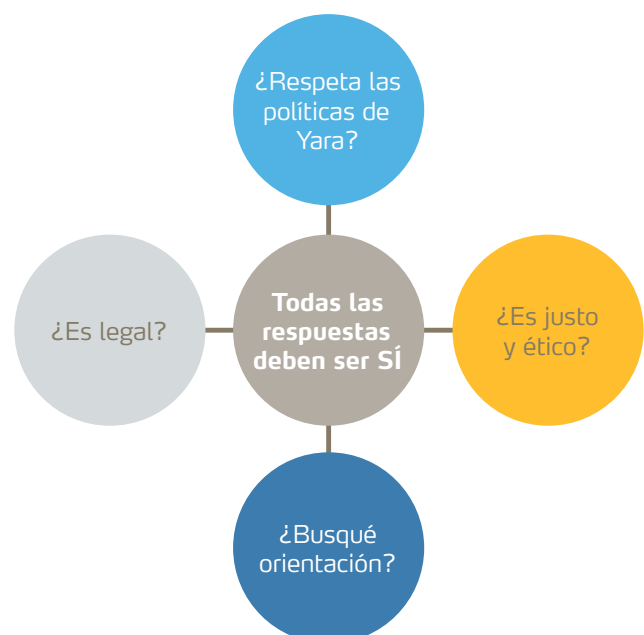 ¿Respeta las
políticas de
Yara?
¿Es legal?
Todas las
respuestas
deben ser SÍ
¿Es justo
y ético?
¿Busqué
orientación?